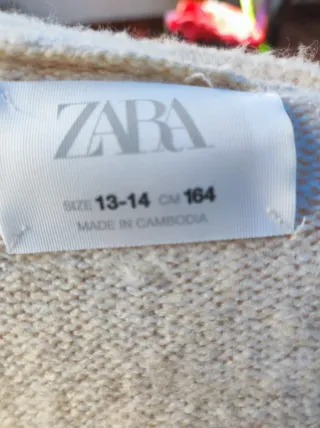 ZARA
SIZE 13-14 CM 164
MADE IN CAMBODIA